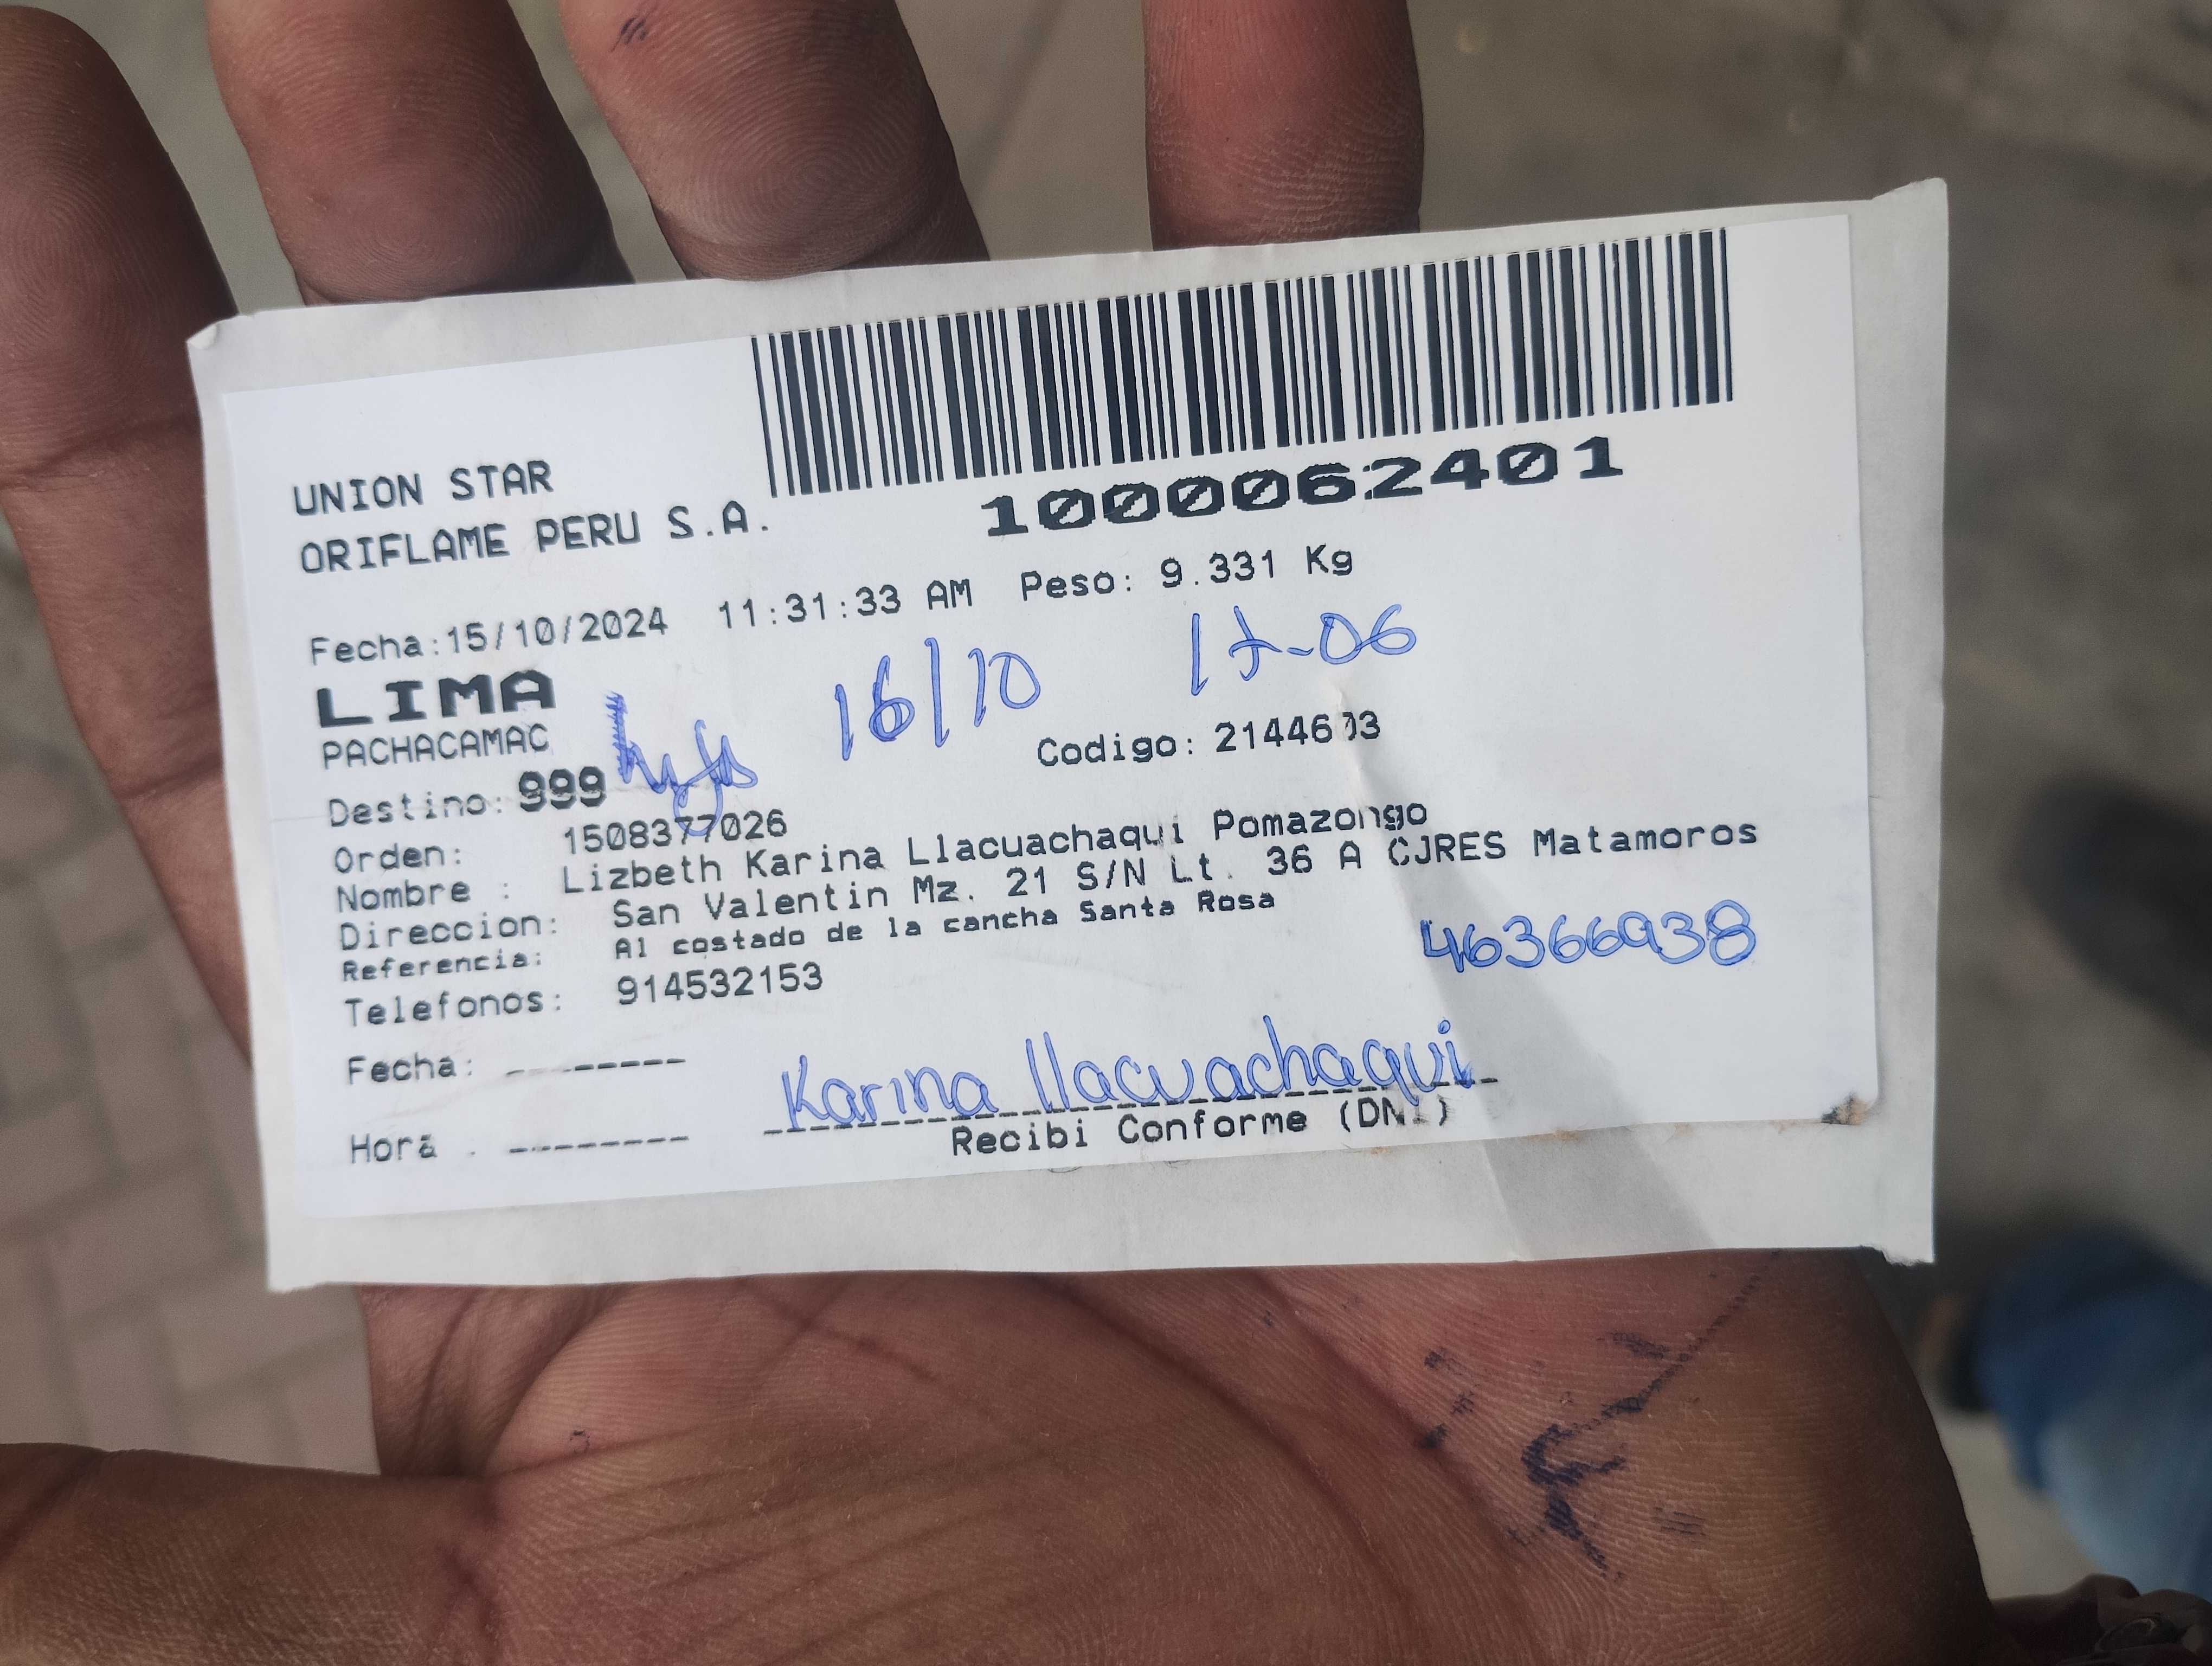 UNION STAR
ORIFLAME PERU S.A.
1000062401
Fecha:15/10/2024 11:31:33 AM Peso: 9.331 Kg
LIMA 16/10 17-06
PACHACAMAC
Destino: 999 Codigo: 2144603
Orden: 1508377026
Nombre : Lizbeth Karina Llacuachaqui Pomazongo
Direccion: San Valentin Mz. 21 S/N Lt. 36 A CJRES Matamoros
Referencia: Al costado de la cancha Santa Rosa
Telefonos: 914532153
46366938
Fecha: --------
Karina llacuachaqui
Hora : --------
Recibi Conforme (DNI)